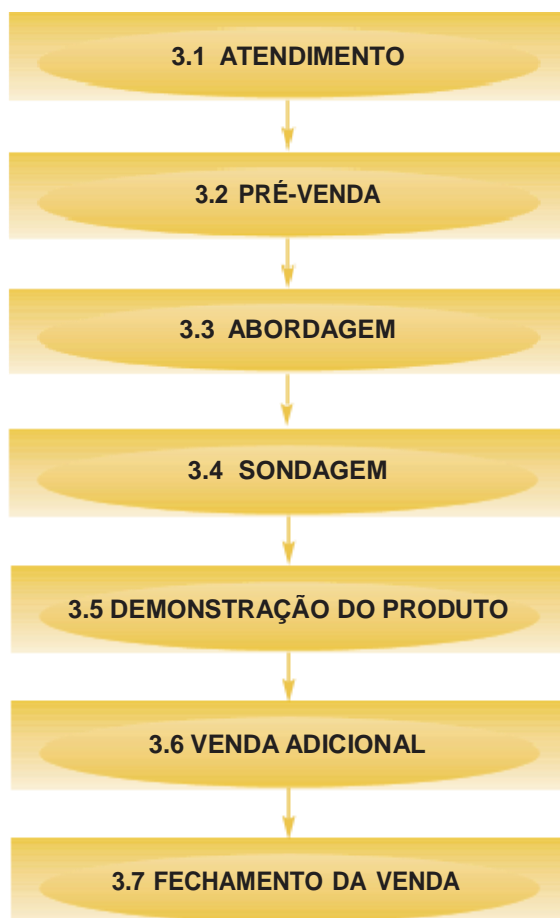 3.1 ATENDIMENTO
3.2 PRÉ-VENDA
3.3 ABORDAGEM
3.4 SONDAGEM
3.5 DEMONSTRAÇÃO DO PRODUTO
3.6 VENDA ADICIONAL
3.7 FECHAMENTO DA VENDA